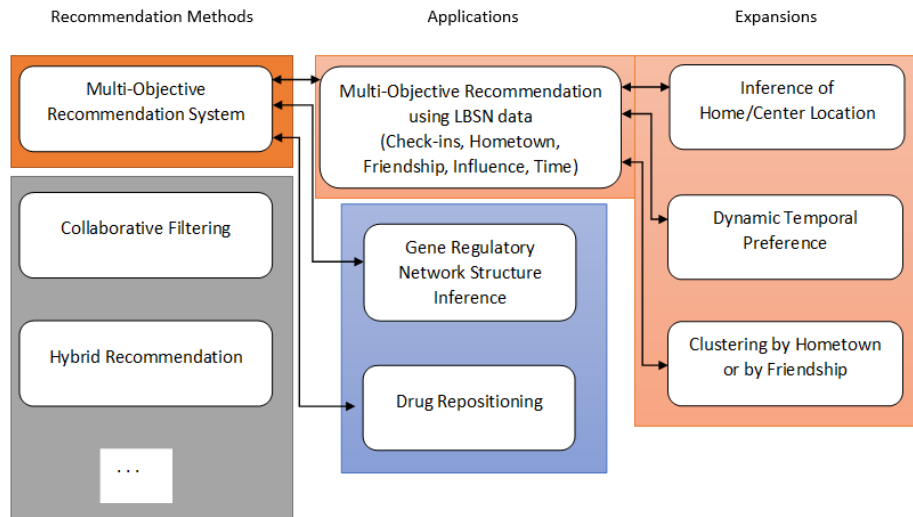 Recommendation Methods
Applications
Expansions
Multi-Objective
Recommendation System
Multi-Objective Recommendation
using LBSN data
(Check-ins, Hometown,
Friendship, Influence, Time)
Inference of
Home/Center Location
Collaborative Filtering
Gene Regulatory
Network Structure
Inference
Dynamic Temporal
Preference
Hybrid Recommendation
Drug Repositioning
Clustering by Hometown
or by Friendship
...